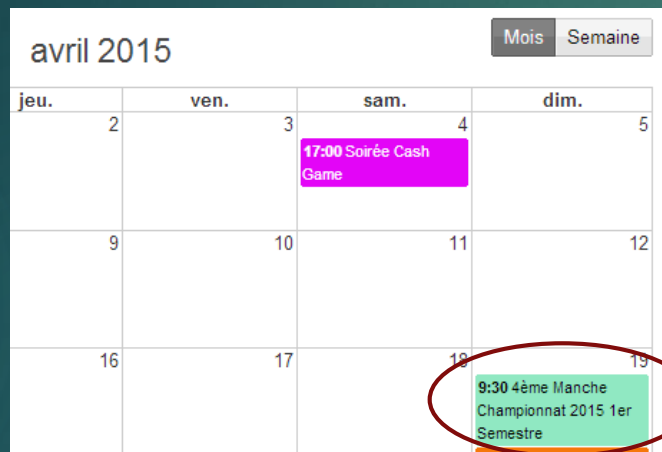 avril 2015
Mois Semaine
jeu. ven. sam. dim.
2 3 4 5
17:00 Soirée Cash
Game
9 10 11 12
16 17 18 19
9:30 4ème Manche
Championnat 2015 1er
Semestre